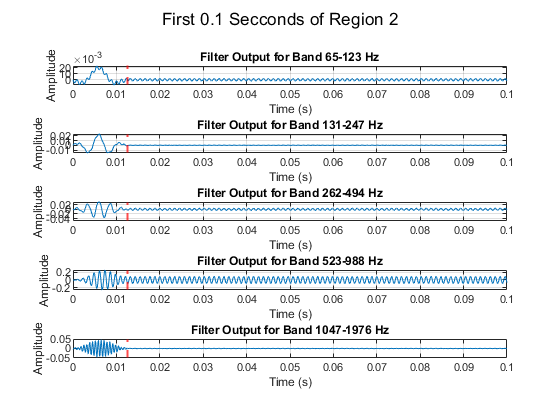 First 0.1 Secconds of Region 2
×10⁻³
Filter Output for Band 65-123 Hz
Amplitude
20
10
0
0 0.01 0.02 0.03 0.04 0.05 0.06 0.07 0.08 0.09 0.1
Time (s)
Filter Output for Band 131-247 Hz
Amplitude
0.02
0.01
0
-0.01
0 0.01 0.02 0.03 0.04 0.05 0.06 0.07 0.08 0.09 0.1
Time (s)
Filter Output for Band 262-494 Hz
Amplitude
0.02
0
-0.02
-0.04
0 0.01 0.02 0.03 0.04 0.05 0.06 0.07 0.08 0.09 0.1
Time (s)
Filter Output for Band 523-988 Hz
Amplitude
0.2
0
-0.2
0 0.01 0.02 0.03 0.04 0.05 0.06 0.07 0.08 0.09 0.1
Time (s)
Filter Output for Band 1047-1976 Hz
Amplitude
0.05
0
-0.05
0 0.01 0.02 0.03 0.04 0.05 0.06 0.07 0.08 0.09 0.1
Time (s)